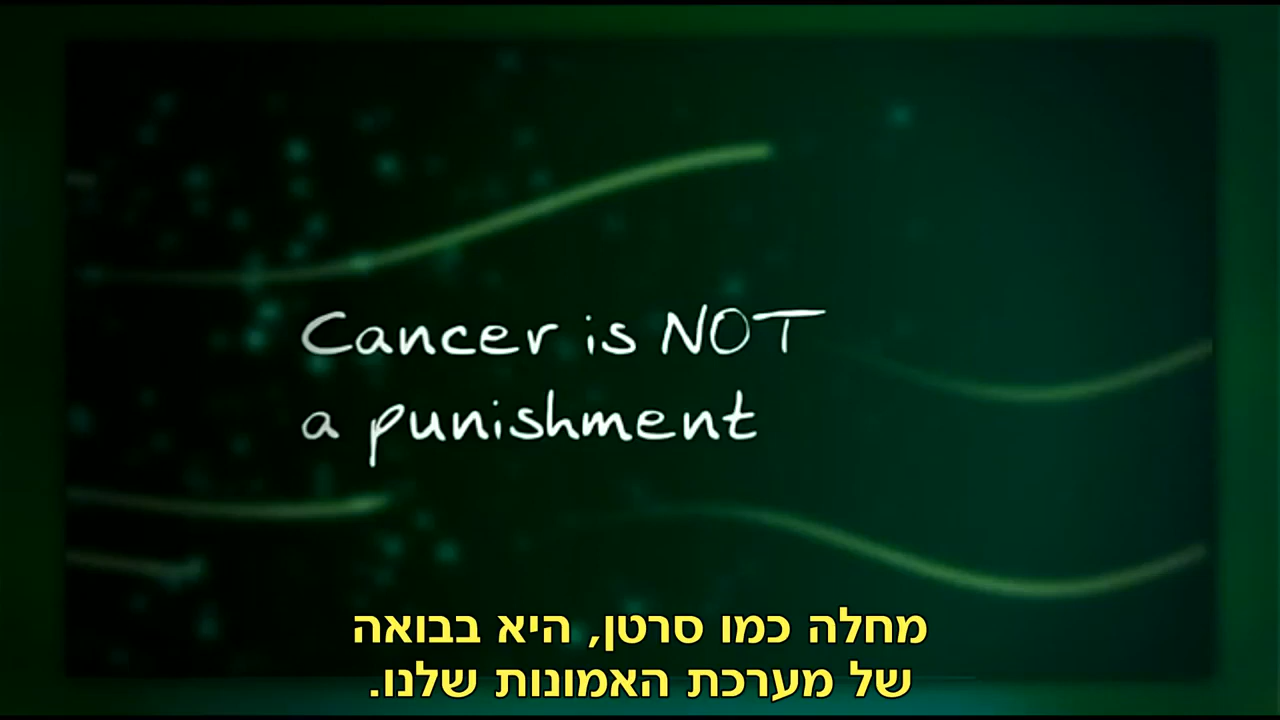 Cancer is NOT
a punishment
מחלה כמו סרטן, היא בבואה
של מערכת האמונות שלנו.